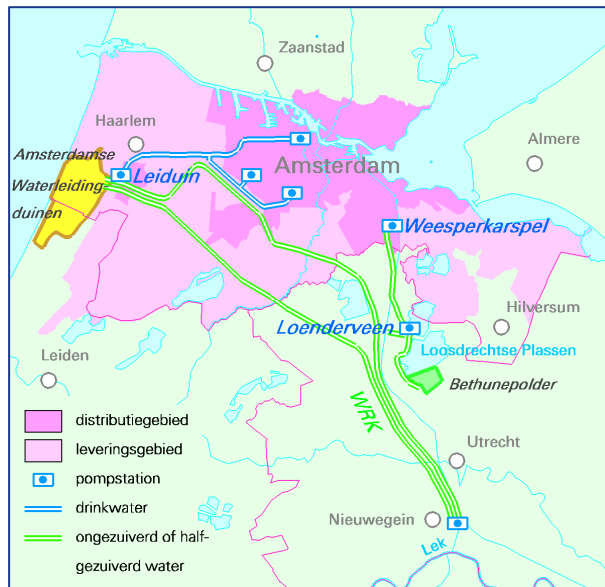 Zaanstad
Haarlem
Almere
Amsterdamse
Waterleiding-
duinen
Leiduin
Amsterdam
Weesperkarspel
Hilversum
Loenderveen
Loosdrechtse Plassen
Leiden
Bethunepolder
WRK
distributiegebied
leveringsgebied
pompstation
drinkwater
ongezuiverd of half-
gezuiverd water
Utrecht
Nieuwegein
Lek